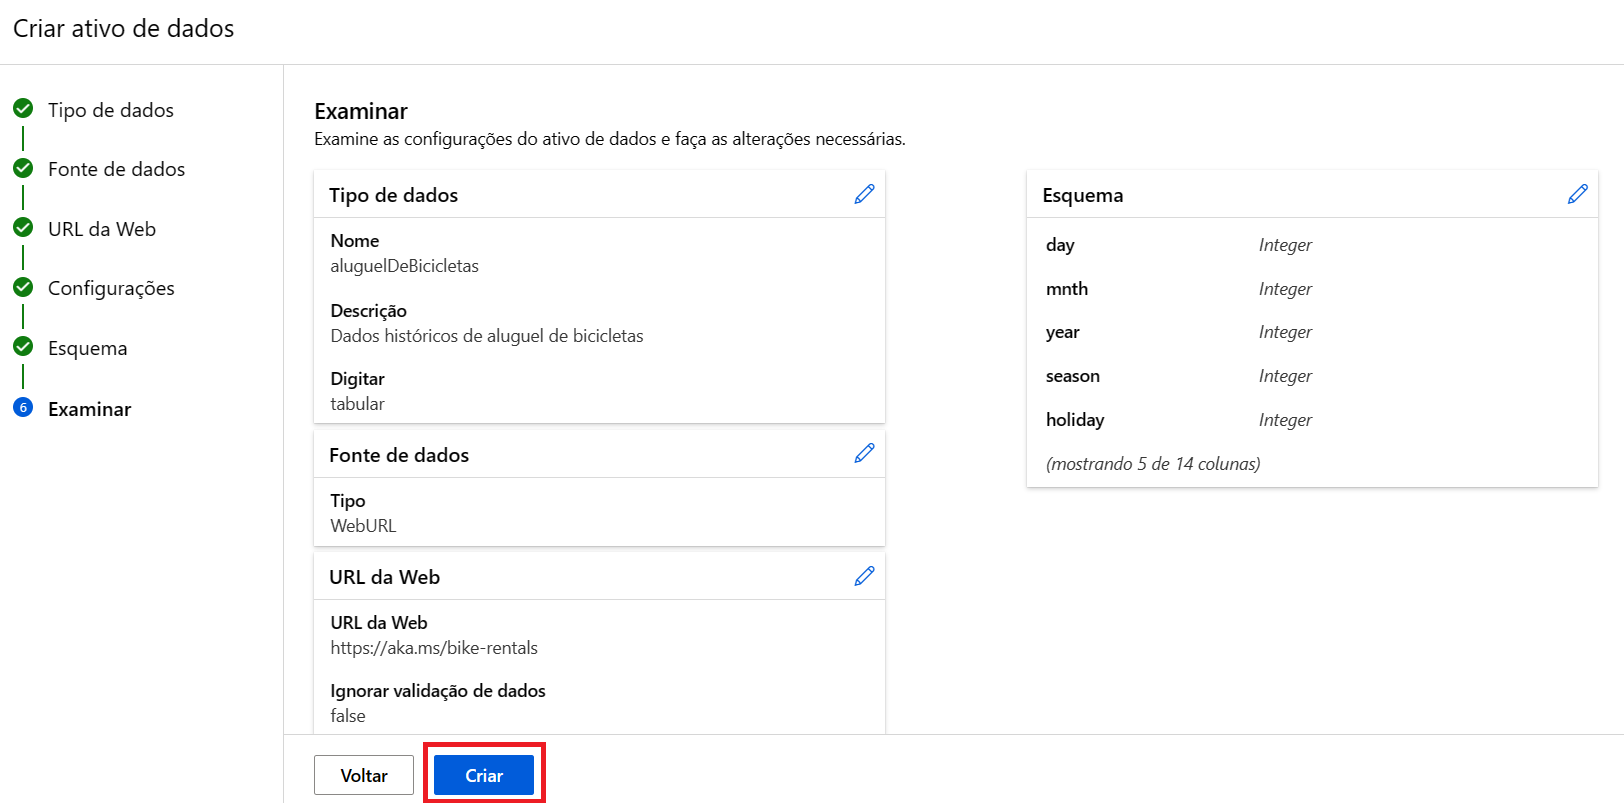 Criar ativo de dados
Tipo de dados
Fonte de dados
URL da Web
Configurações
Esquema
6 Examinar
Examinar
Examine as configurações do ativo de dados e faça as alterações necessárias.
Tipo de dados
Nome
aluguelDeBicicletas
Descrição
Dados históricos de aluguel de bicicletas
Digitar
tabular
Fonte de dados
Tipo
WebURL
URL da Web
URL da Web
https://aka.ms/bike-rentals
Ignorar validação de dados
false
Esquema
day Integer
mnth Integer
year Integer
season Integer
holiday Integer
(mostrando 5 de 14 colunas)
Voltar Criar